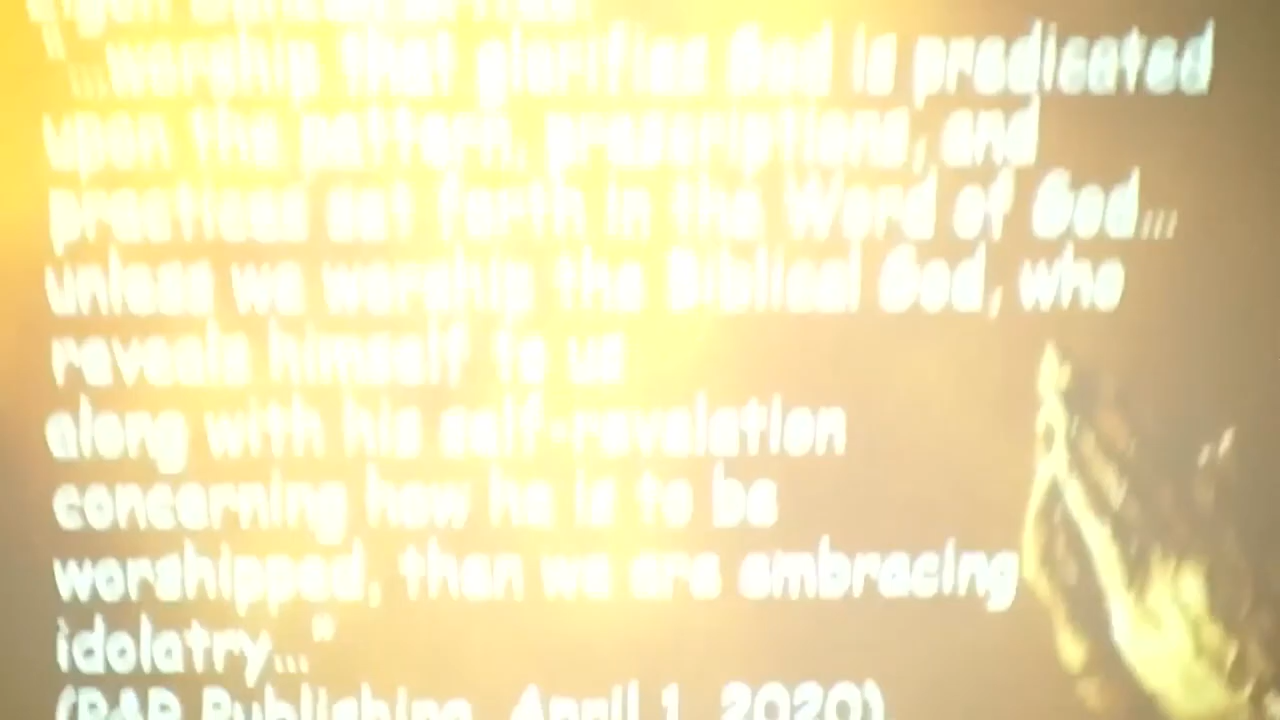 "...worship that glorifies God is predicated
upon the pattern, prescriptions, and
practices set forth in the Word of God...
unless we worship the Biblical God, who
reveals himself to us
along with his self-revelation
concerning how he is to be
worshipped, then we are embracing
idolatry..."
(P&R Publishing, April 1, 2020)